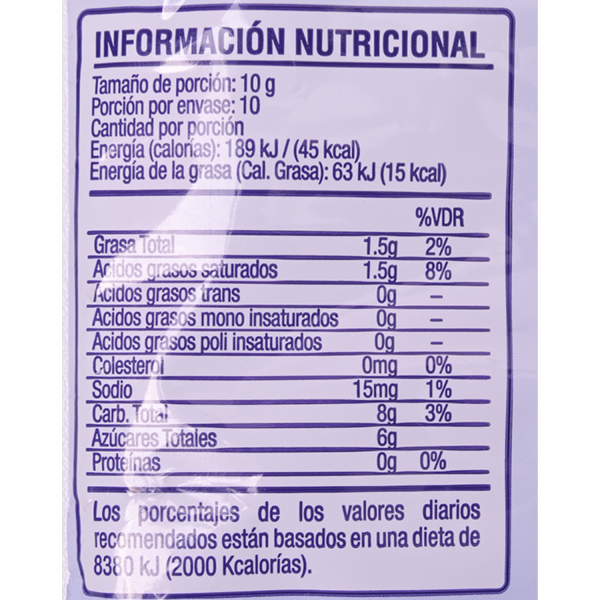 INFORMACIÓN NUTRICIONAL
Tamaño de porción: 10 g
Porción por envase: 10
Cantidad por porción
Energía (calorías): 189 kJ / (45 kcal)
Energía de la grasa (Cal. Grasa): 63 kJ (15 kcal)
%VDR
Grasa Total 1.5g 2%
Acidos grasos saturados 1.5g 8%
Acidos grasos trans 0g –
Acidos grasos mono insaturados 0g –
Acidos grasos poli insaturados 0g –
Colesterol 0mg 0%
Sodio 15mg 1%
Carb. Total 8g 3%
Azúcares Totales 6g
Proteínas 0g 0%
Los porcentajes de los valores diarios
recomendados están basados en una dieta de
8380 kJ (2000 Kcalorías).